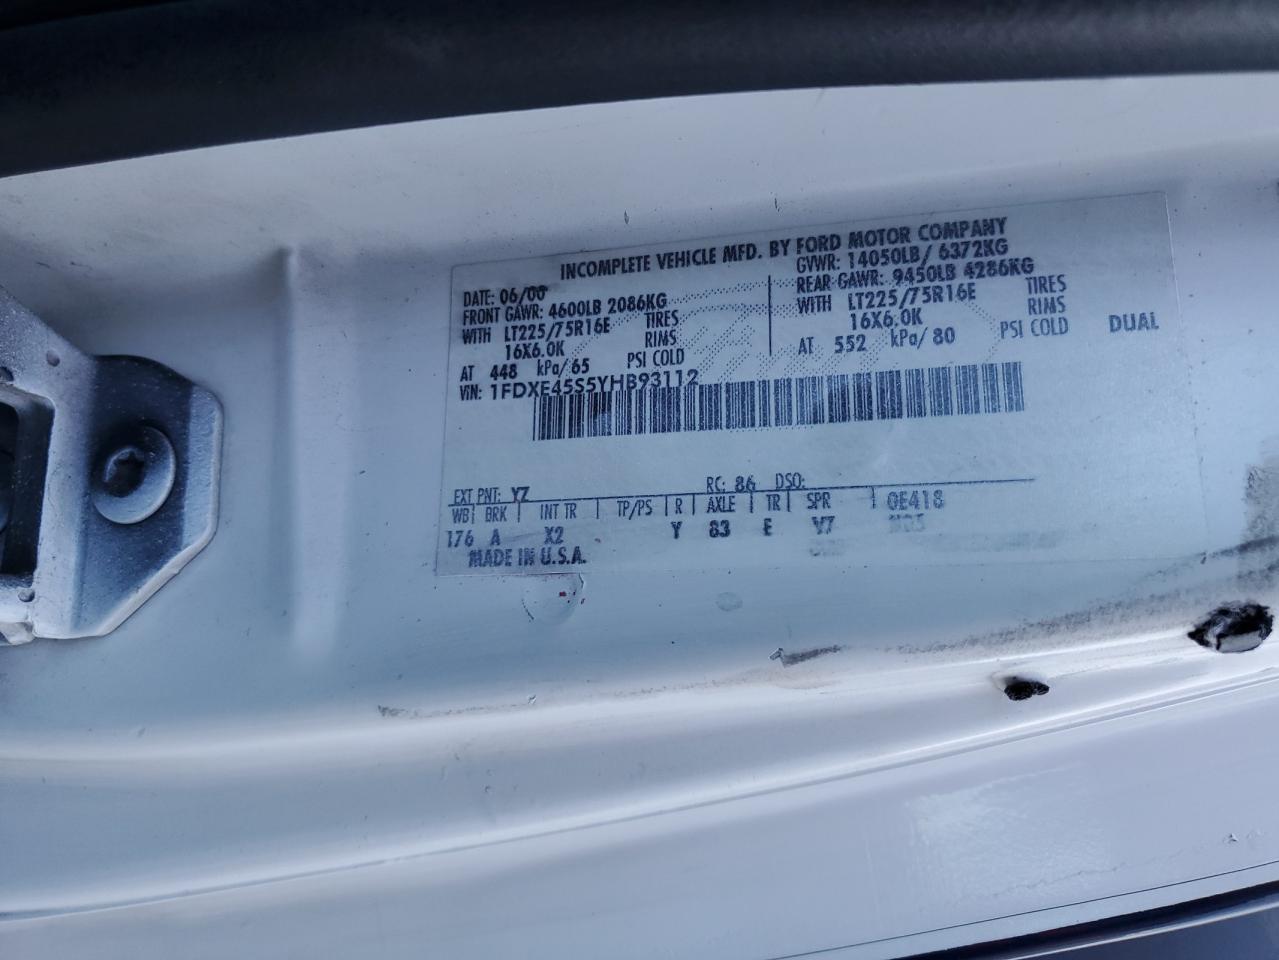 INCOMPLETE VEHICLE MFD. BY FORD MOTOR COMPANY
DATE: 06/00 GVWR: 14050LB/ 6372KG
FRONT GAWR: 4600LB 2086KG REAR GAWR: 9450LB 4286KG
WITH LT225/75R16E TIRES WITH LT225/75R16E TIRES
16X6.0K RIMS 16X6.0K RIMS
AT 448 kPa/65 PSI COLD AT 552 kPa/80 PSI COLD DUAL
VIN: 1FDXE45S5YHB93112
EXT PNT: YZ RC: 86 DSO:
WB BRK INT TR TP/PS R AXLE TR SPR 0E418
176 A X2 Y 83 E
MADE IN U.S.A.